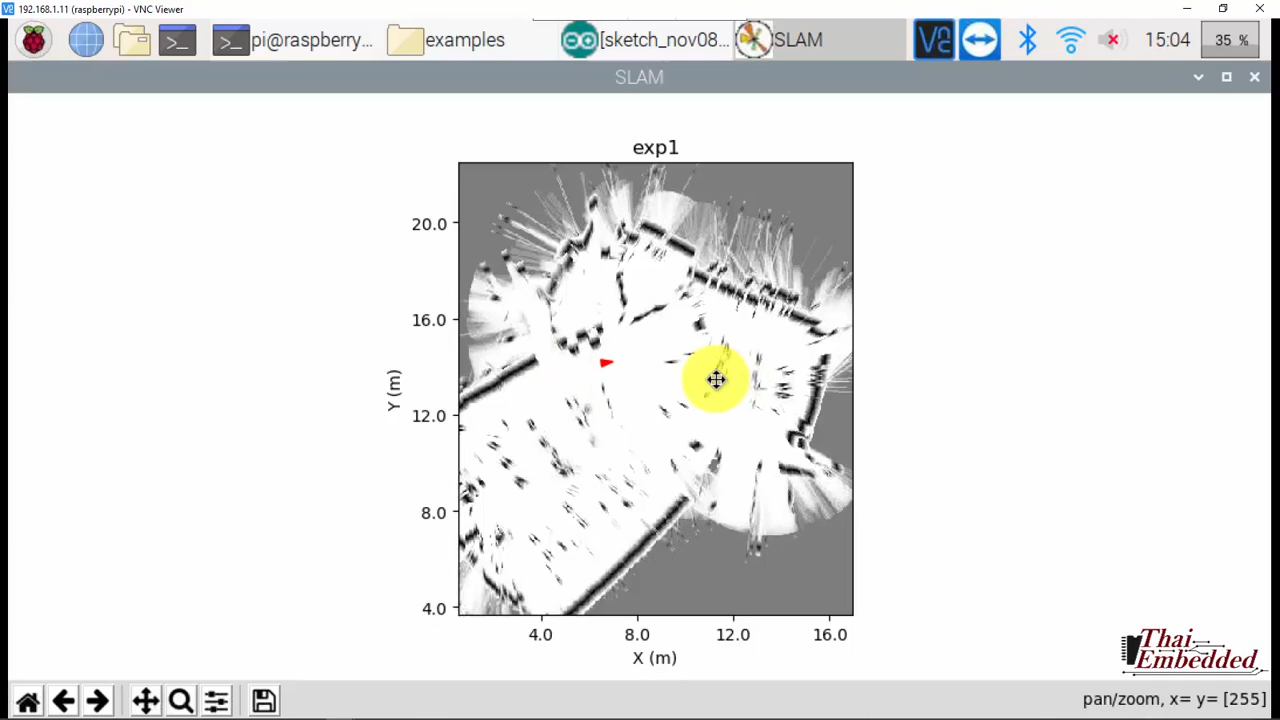 192.168.1.11 (raspberrypi) - VNC Viewer
pi@raspberry...
examples
[sketch_nov08...
SLAM
15:04
35 %
SLAM
exp1
20.0
16.0
12.0
8.0
4.0
Y (m)
4.0 8.0 12.0 16.0
X (m)
Thai
Embedded
pan/zoom, x= y= [255]